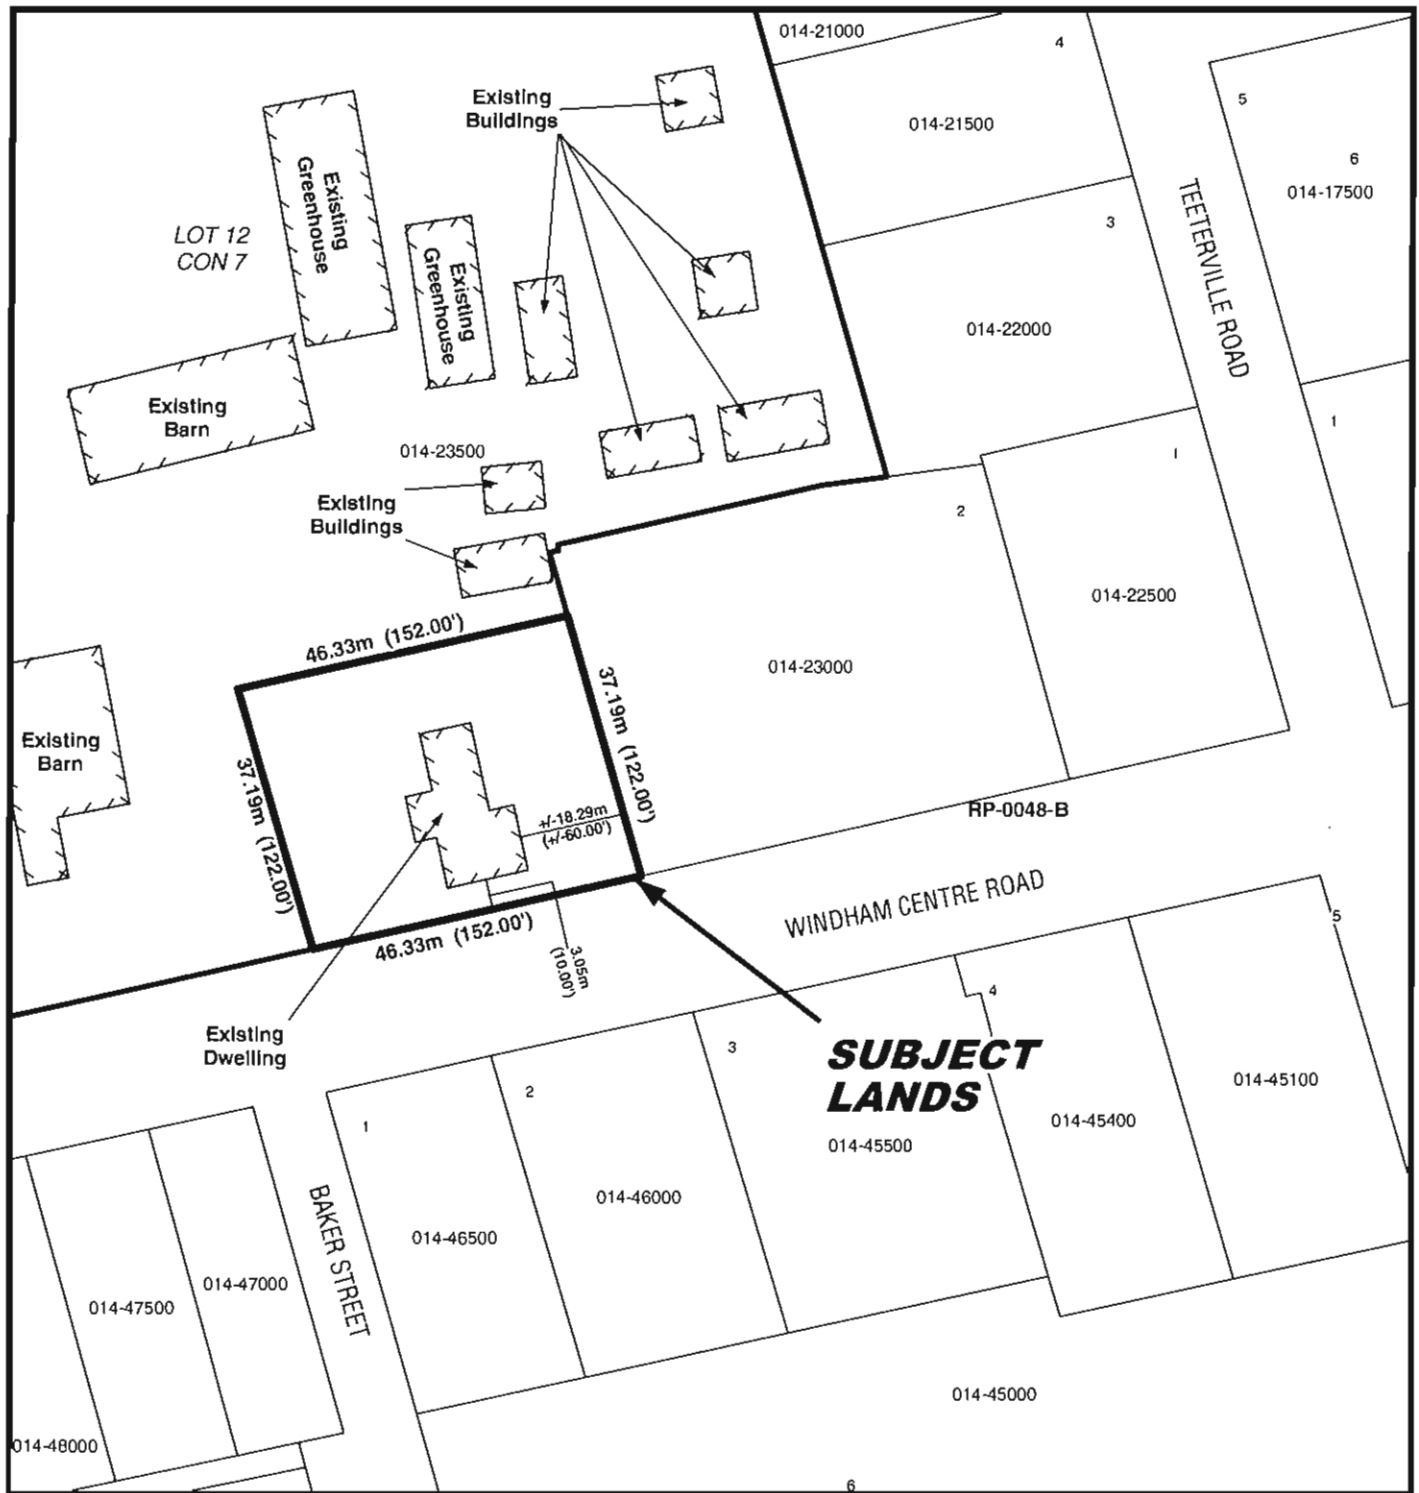 014-21000
4
5
Existing
Buildings
014-21500
6
014-17500
Existing
Greenhouse
LOT 12
CON 7
3
TEETERVILLE ROAD
Existing
Greenhouse
014-22000
Existing
Barn
1
014-23500
1
Existing
Buildings
2
014-22500
46.33m (152.00')
014-23000
37.19m (122.00')
Existing
Barn
37.19m (122.00')
+/-18.29m
(+/-60.00')
RP-0048-B
WINDHAM CENTRE ROAD
46.33m (152.00')
3.05m
(10.00')
5
4
Existing
Dwelling
3
SUBJECT
LANDS
2
014-45100
1
014-45400
014-45500
014-46000
BAKER STREET
014-46500
014-47000
014-47500
014-45000
014-48000
6